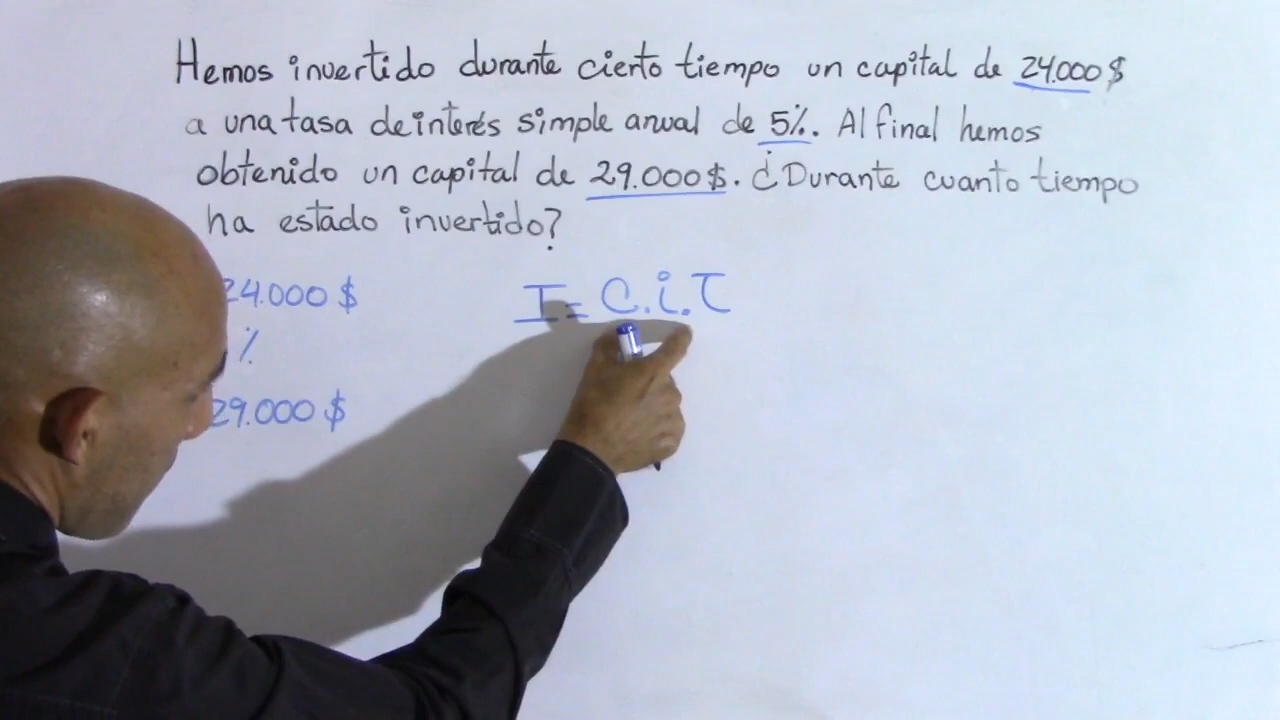 Hemos invertido durante cierto tiempo un capital de 24.000$
a una tasa de interés simple anual de 5%. Al final hemos
obtenido un capital de 29.000$. ¿Durante cuanto tiempo
ha estado invertido?
24.000 $
I = C.i.T
%
29.000 $